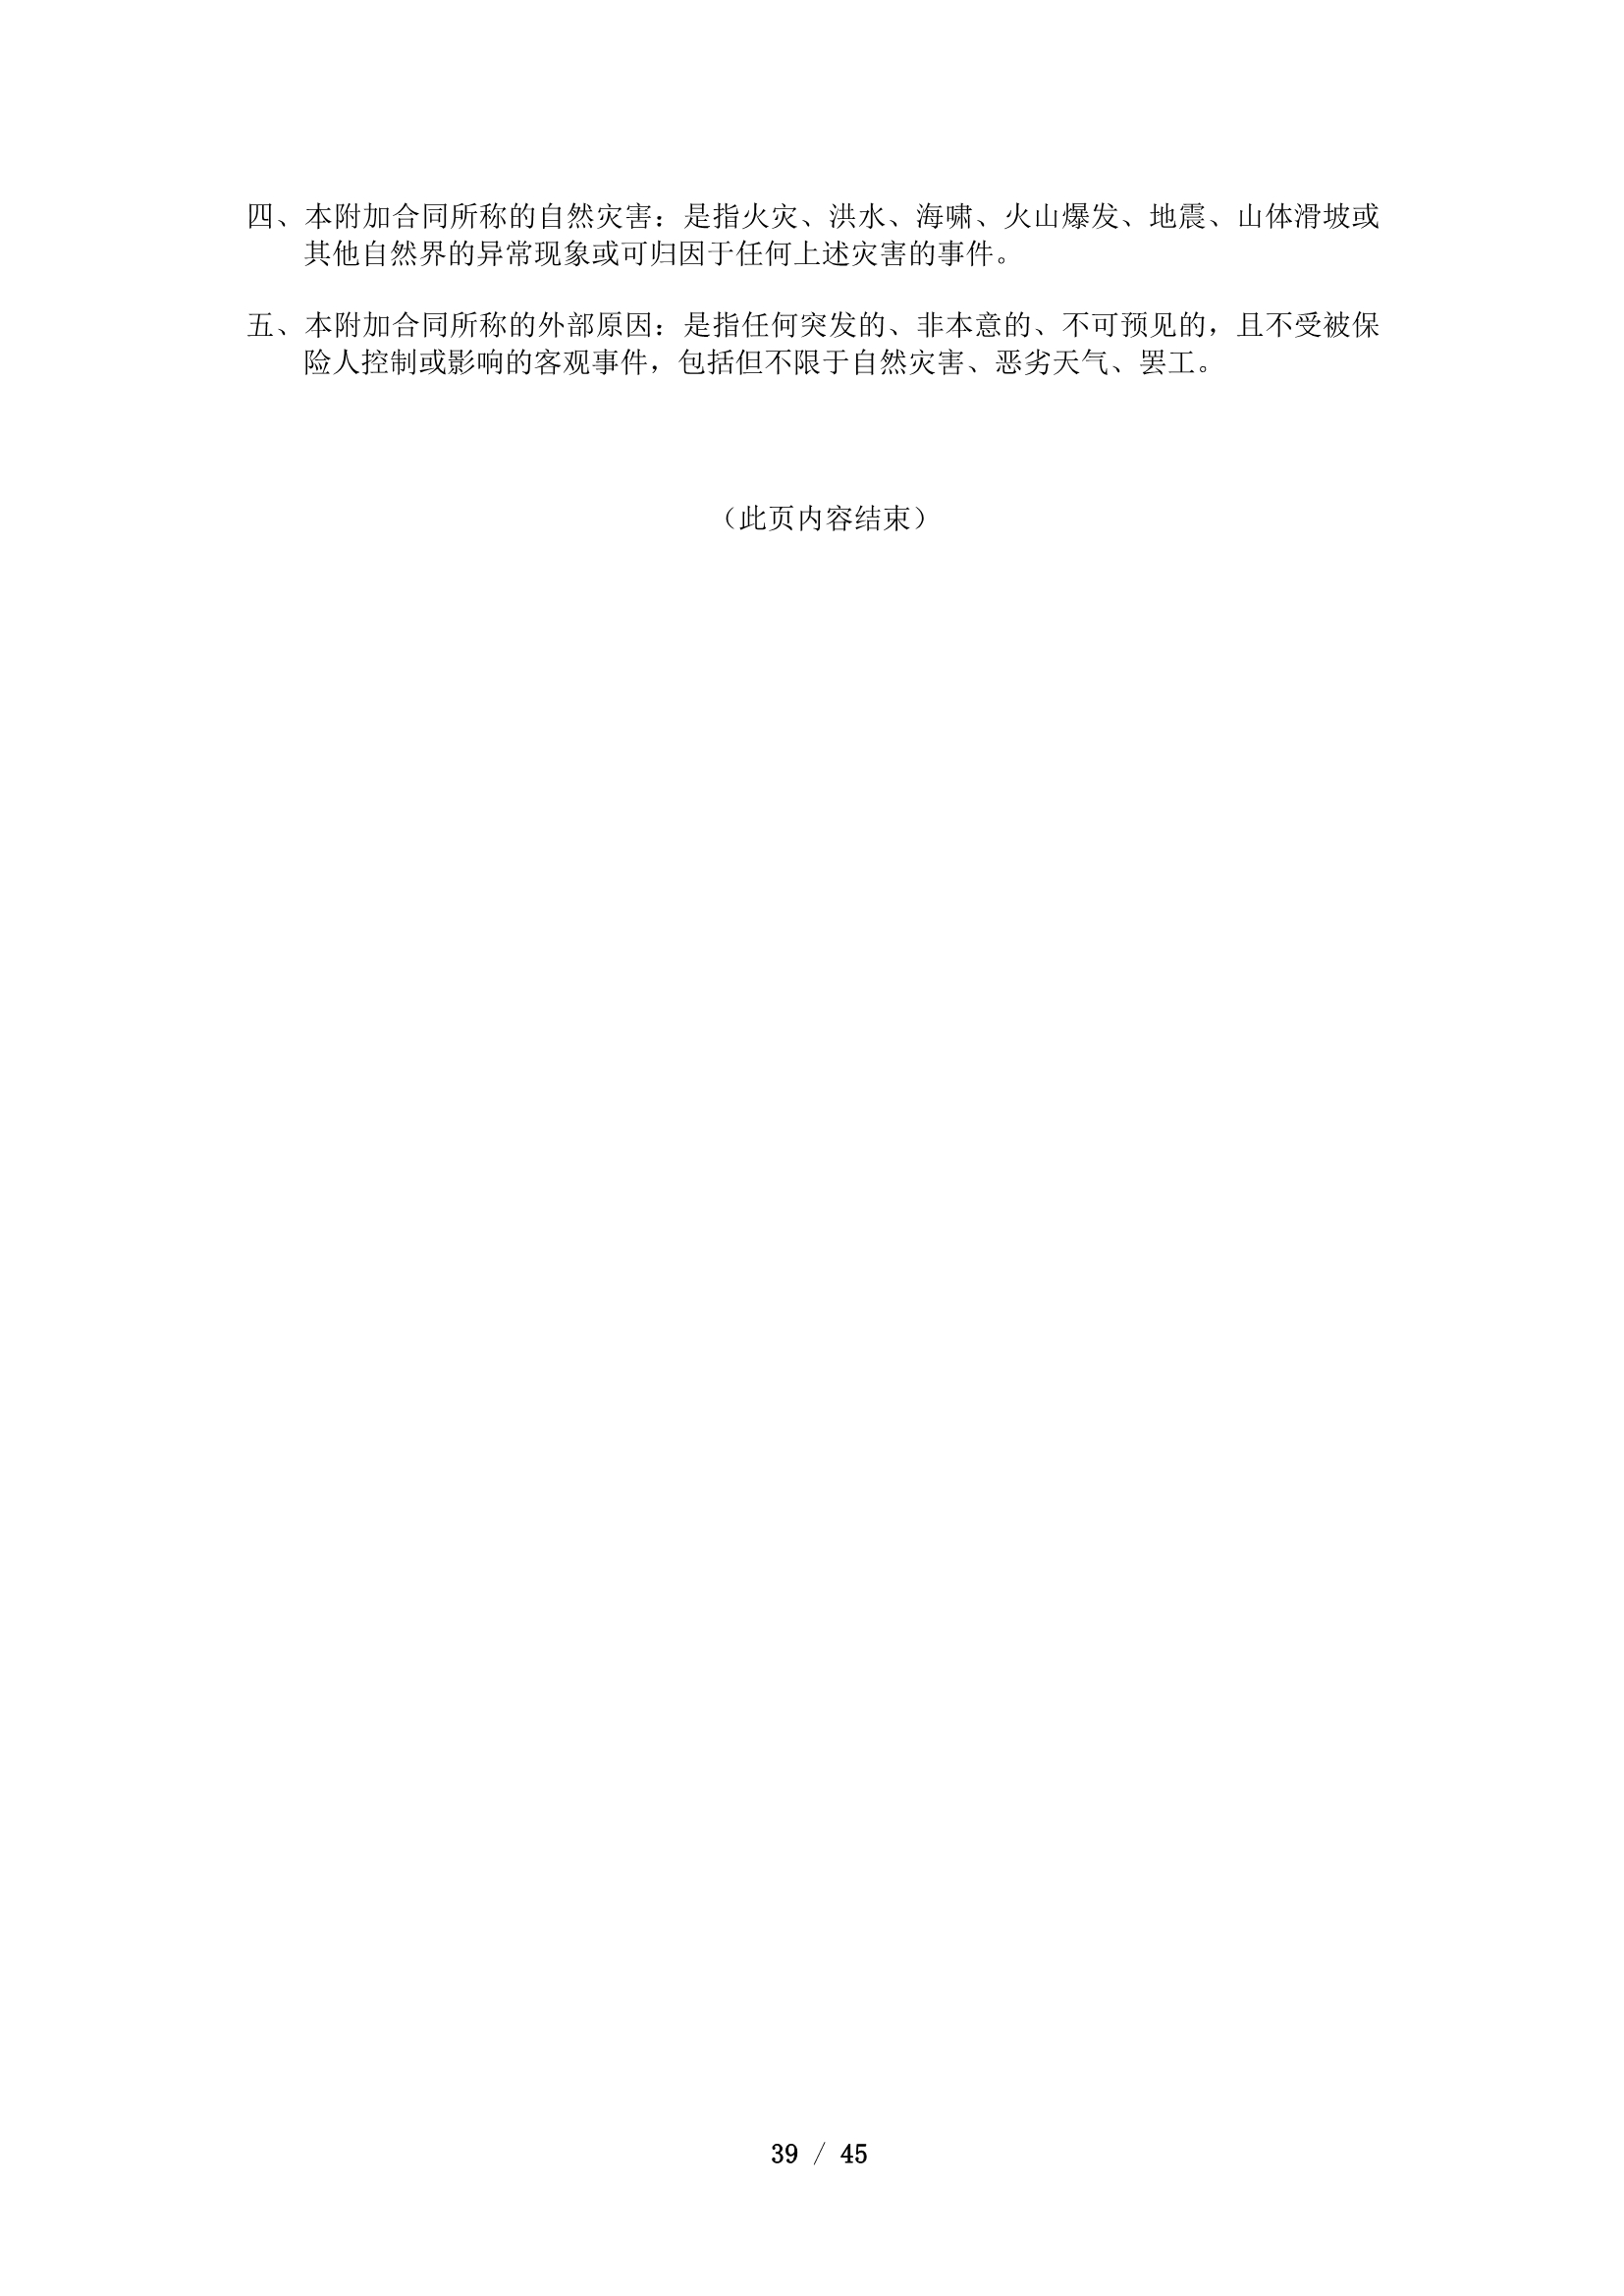 四、本附加合同所称的自然灾害：是指火灾、洪水、海啸、火山爆发、地震、山体滑坡或
其他自然界的异常现象或可归因于任何上述灾害的事件。
五、本附加合同所称的外部原因：是指任何突发的、非本意的、不可预见的，且不受被保
险人控制或影响的客观事件，包括但不限于自然灾害、恶劣天气、罢工。
（此页内容结束）
39 / 45